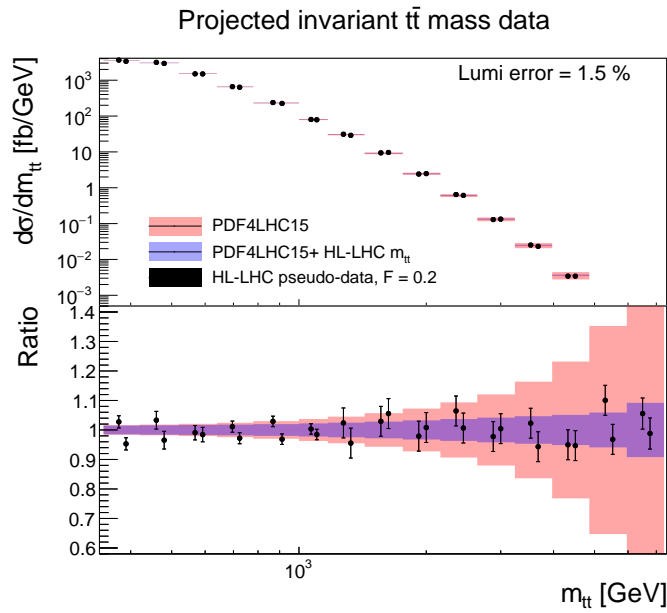 Projected invariant tt̄ mass data
Lumi error = 1.5 %
dσ/dm_tt [fb/GeV]
10³
10²
10
1
10⁻¹
10⁻²
10⁻³
PDF4LHC15
PDF4LHC15+ HL-LHC m_tt
HL-LHC pseudo-data, F = 0.2
Ratio
1.4
1.3
1.2
1.1
1
0.9
0.8
0.7
0.6
10³
m_tt [GeV]